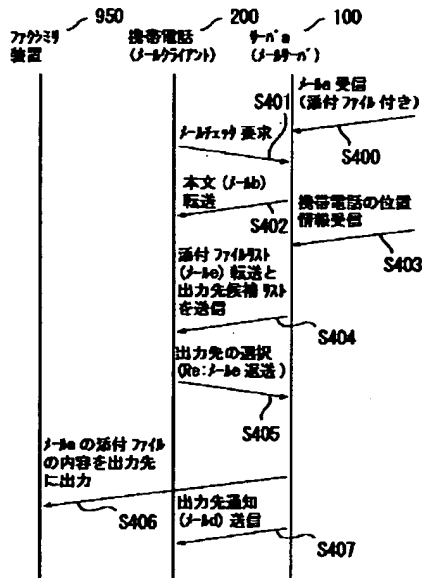 950
200
100
ファクシミリ
装置
携帯電話
(メールクライアント)
サーバa
(メールサーバ)
メールa 受信
(添付ファイル付き)
S400
S401
メールチェック要求
本文(メールb)
転送
S402
携帯電話の位置
情報受信
S403
添付ファイルリスト
(メールe)転送と
出力先候補リスト
を送信
S404
出力先の選択
(Re:メールe返送)
S405
メールaの添付ファイル
の内容を出力先
に出力
S406
出力先通知
(メールd)送信
S407